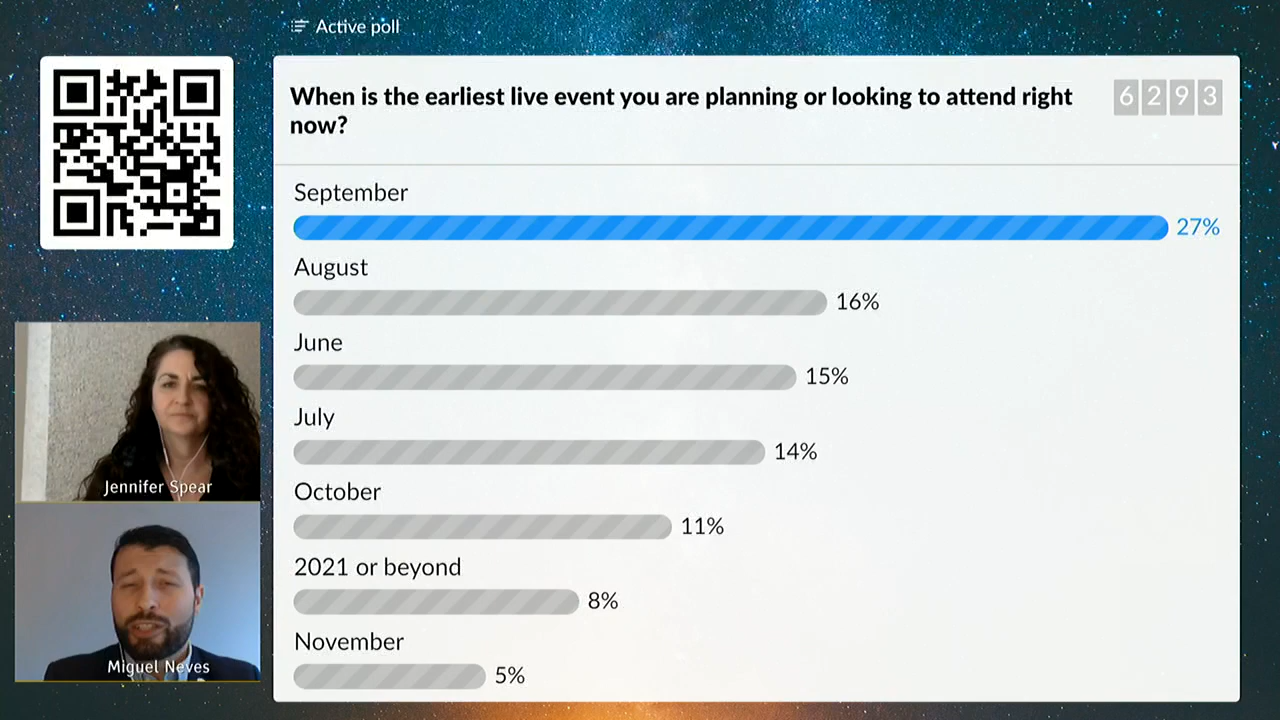 Active poll
When is the earliest live event you are planning or looking to attend right
now?
6293
September
27%
August
16%
June
15%
July
14%
October
11%
2021 or beyond
8%
November
5%
Jennifer Spear
Miguel Neves